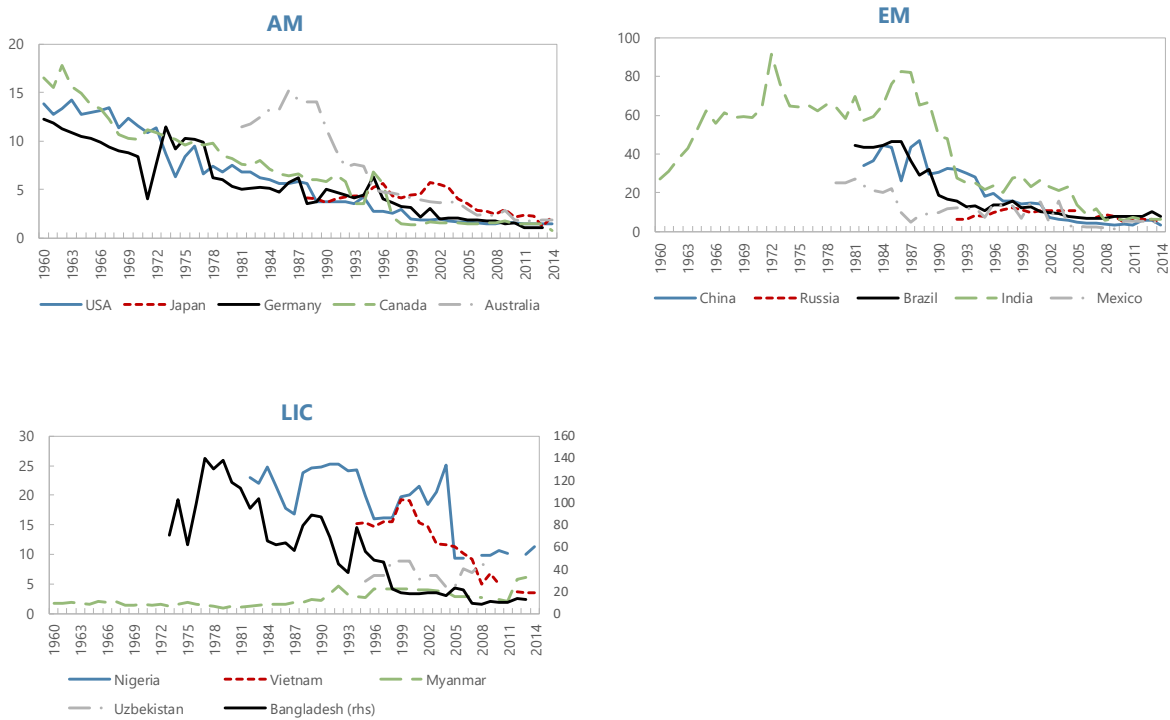 AM
20
15
10
5
0
1960 1963 1966 1969 1972 1975 1978 1981 1984 1987 1990 1993 1996 1999 2002 2005 2008 2011 2014
USA Japan Germany Canada Australia
EM
100
80
60
40
20
0
1960 1963 1966 1969 1972 1975 1978 1981 1984 1987 1990 1993 1996 1999 2002 2005 2008 2011 2014
China Russia Brazil India Mexico
LIC
30 160
25 140
20 120
15 100
10 80
5 60
0 40
20
0
1960 1963 1966 1969 1972 1975 1978 1981 1984 1987 1990 1993 1996 1999 2002 2005 2008 2011 2014
Nigeria Vietnam Myanmar
Uzbekistan Bangladesh (rhs)